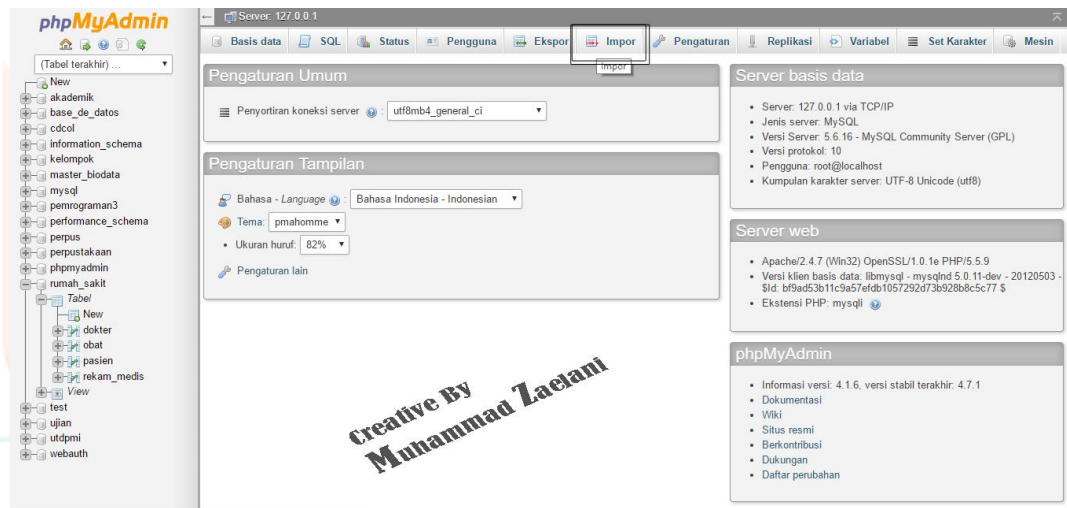 phpMyAdmin
(Tabel terakhir) ...
New
akademik
base_de_datos
cdcol
information_schema
kelompok
master_biodata
mysql
pemrograman3
performance_schema
perpus
perpustakaan
phpmyadmin
rumah_sakit
Tabel
New
dokter
obat
pasien
rekam_medis
View
test
ujian
utdpmi
webauth
Server: 127.0.0.1
Basis data SQL Status Pengguna Ekspor Impor Pengaturan Replikasi Variabel Set Karakter Mesin
Impor
Pengaturan Umum
Penyortiran koneksi server : utf8mb4_general_ci
Pengaturan Tampilan
Bahasa - Language : Bahasa Indonesia - Indonesian
Tema: pmahomme
• Ukuran huruf: 82%
Pengaturan lain
Creative By
Muhammad Zaelani
Server basis data
• Server: 127.0.0.1 via TCP/IP
• Jenis server: MySQL
• Versi Server: 5.6.16 - MySQL Community Server (GPL)
• Versi protokol: 10
• Pengguna: root@localhost
• Kumpulan karakter server: UTF-8 Unicode (utf8)
Server web
• Apache/2.4.7 (Win32) OpenSSL/1.0.1e PHP/5.5.9
• Versi klien basis data: libmysql - mysqlnd 5.0.11-dev - 20120503 -
$Id: bf9ad53b11c9a57efdb1057292d73b928b8c5c77 $
• Ekstensi PHP: mysqli
phpMyAdmin
• Informasi versi: 4.1.6, versi stabil terakhir: 4.7.1
• Dokumentasi
• Wiki
• Situs resmi
• Berkontribusi
• Dukungan
• Daftar perubahan